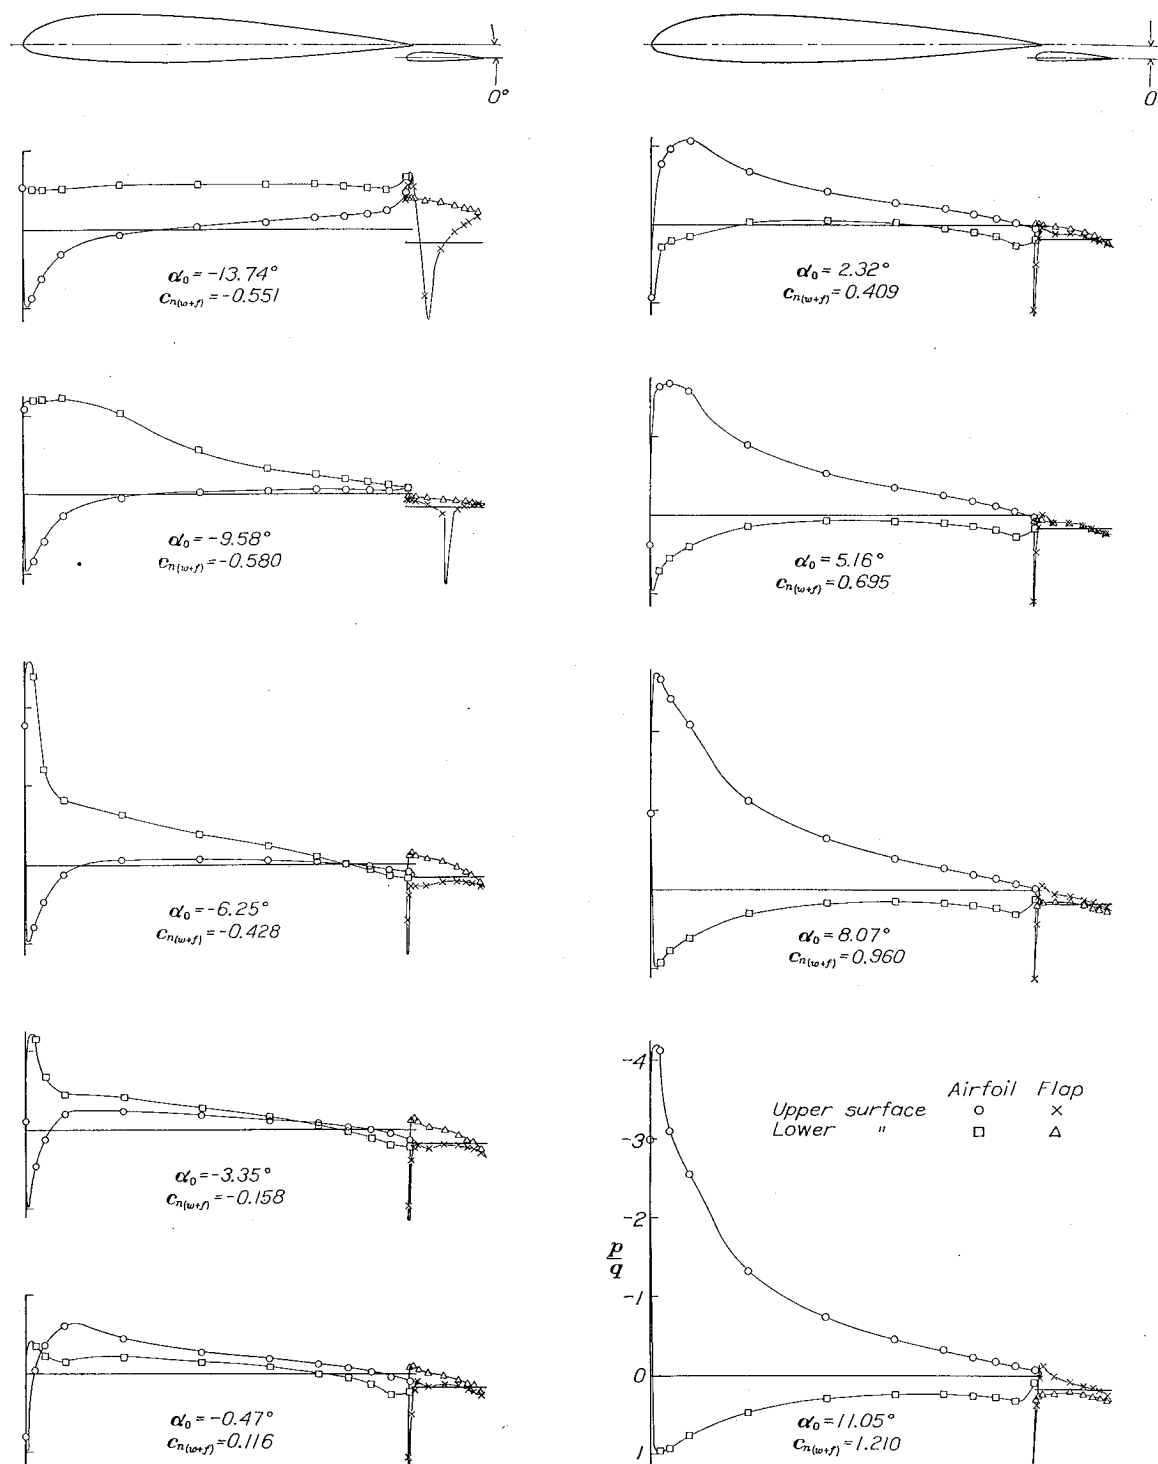 0°
0
α₀ = -13.74°
cₙ₍w+f₎ = -0.551
α₀ = -9.58°
cₙ₍w+f₎ = -0.580
α₀ = -6.25°
cₙ₍w+f₎ = -0.428
α₀ = -3.35°
cₙ₍w+f₎ = -0.158
α₀ = -0.47°
cₙ₍w+f₎ = 0.116
α₀ = 2.32°
cₙ₍w+f₎ = 0.409
α₀ = 5.16°
cₙ₍w+f₎ = 0.695
α₀ = 8.07°
cₙ₍w+f₎ = 0.960
-4
Airfoil Flap
Upper surface ○ ×
Lower " □ △
-3
-2
p/q
-1
0
α₀ = 11.05°
cₙ₍w+f₎ = 1.210
1